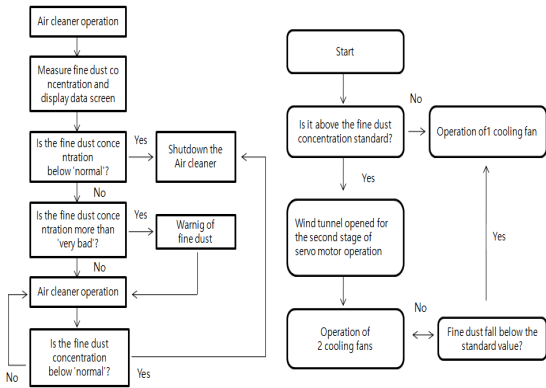 Air cleaner operation
Measure fine dust co
ncentration and
display data screen
Is the fine dust conce
ntration
below 'normal'?
Yes
Shutdown the
Air cleaner
No
Is the fine dust conce
ntration more than
'very bad'?
Yes
Warnig of
fine dust
No
Air cleaner operation
Is the fine dust
concentration
below 'normal'?
No
Yes
Start
Is it above the fine dust
concentration standard?
No
Operation of1 cooling fan
Yes
Wind tunnel opened for
the second stage of
servo motor operation
Yes
Operation of
2 cooling fans
No
Fine dust fall below the
standard value?